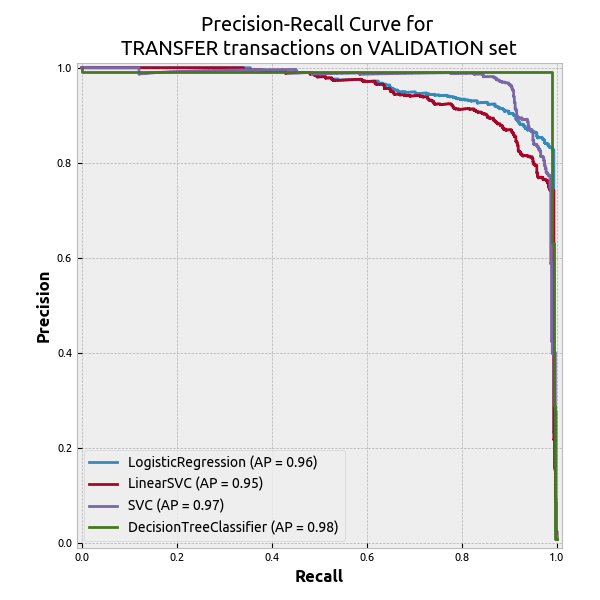 Precision-Recall Curve for
TRANSFER transactions on VALIDATION set
1.0
0.8
0.6
0.4
0.2
0.0
Precision
LogisticRegression (AP = 0.96)
LinearSVC (AP = 0.95)
SVC (AP = 0.97)
DecisionTreeClassifier (AP = 0.98)
0.0 0.2 0.4 0.6 0.8 1.0
Recall